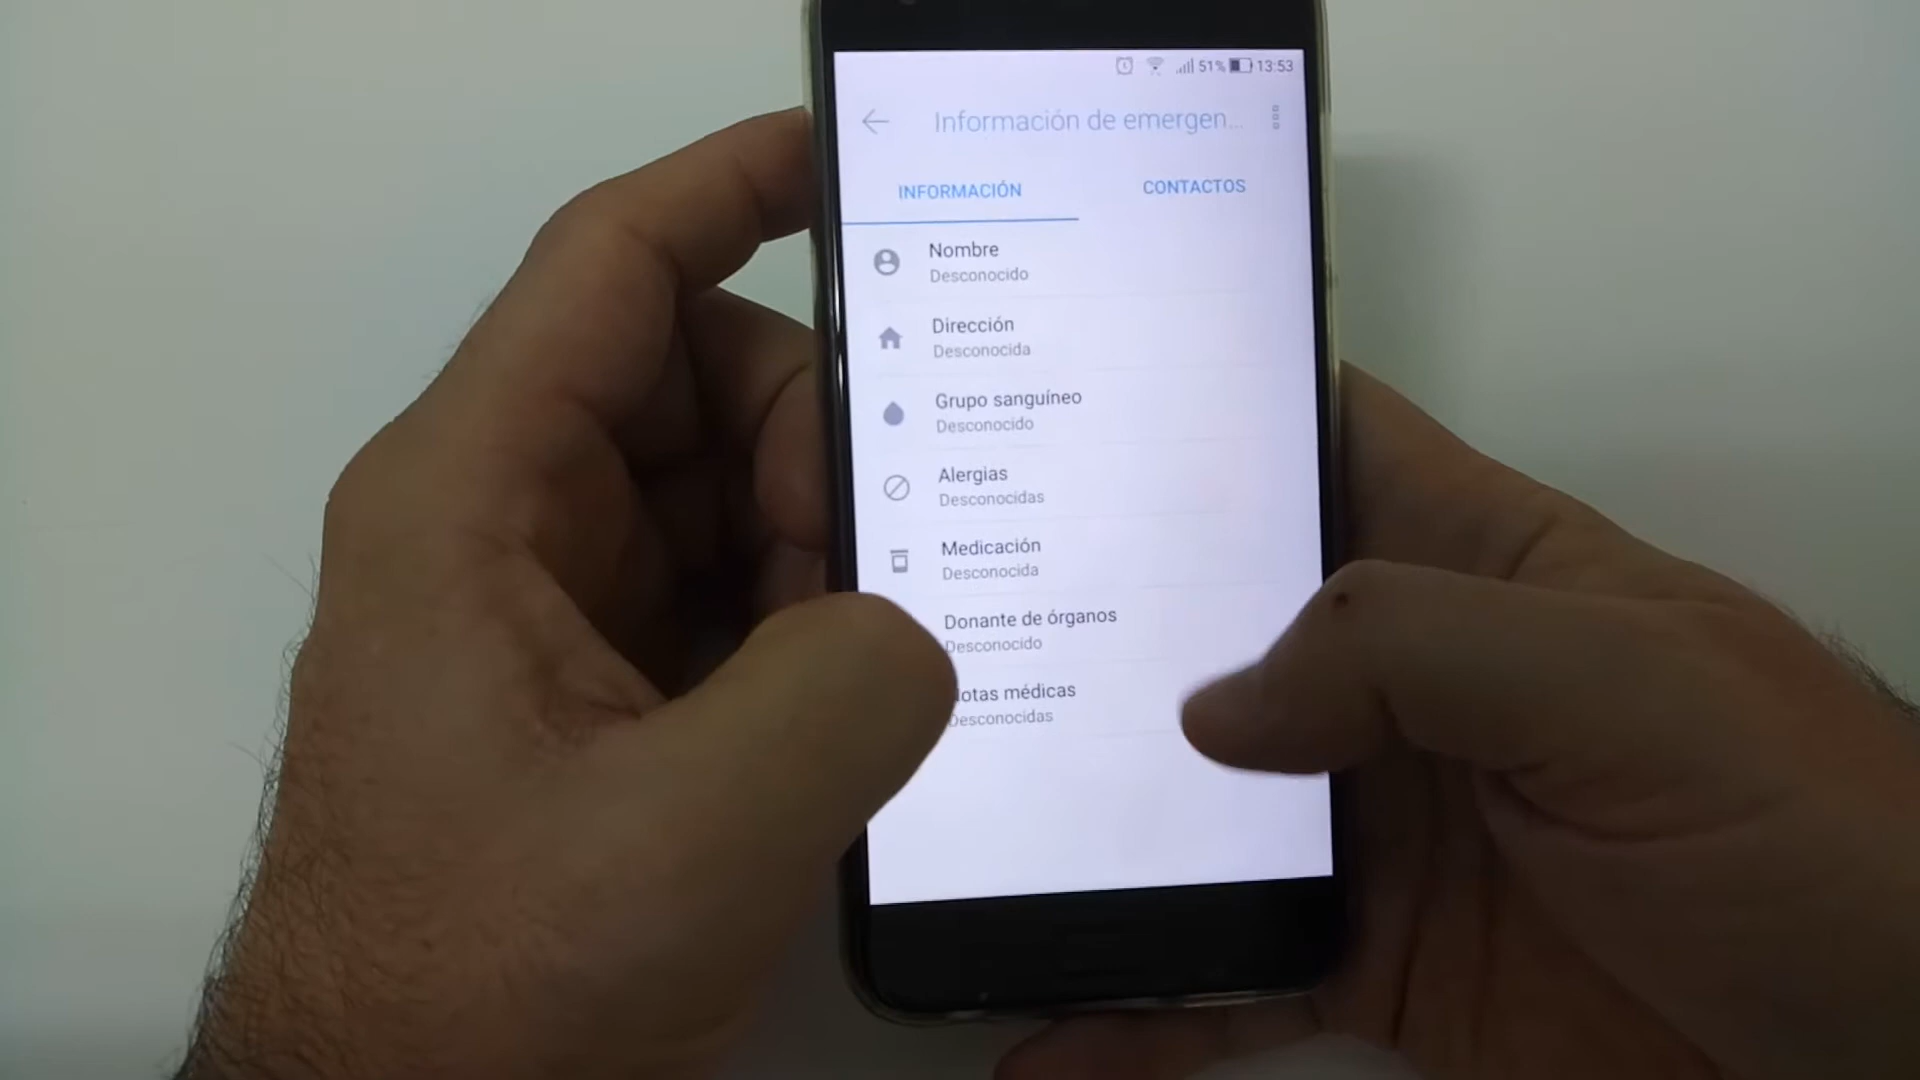 51% 13:53
Información de emergen...
INFORMACIÓN CONTACTOS
Nombre
Desconocido
Dirección
Desconocida
Grupo sanguíneo
Desconocido
Alergias
Desconocidas
Medicación
Desconocida
Donante de órganos
Desconocido
otas médicas
Desconocidas